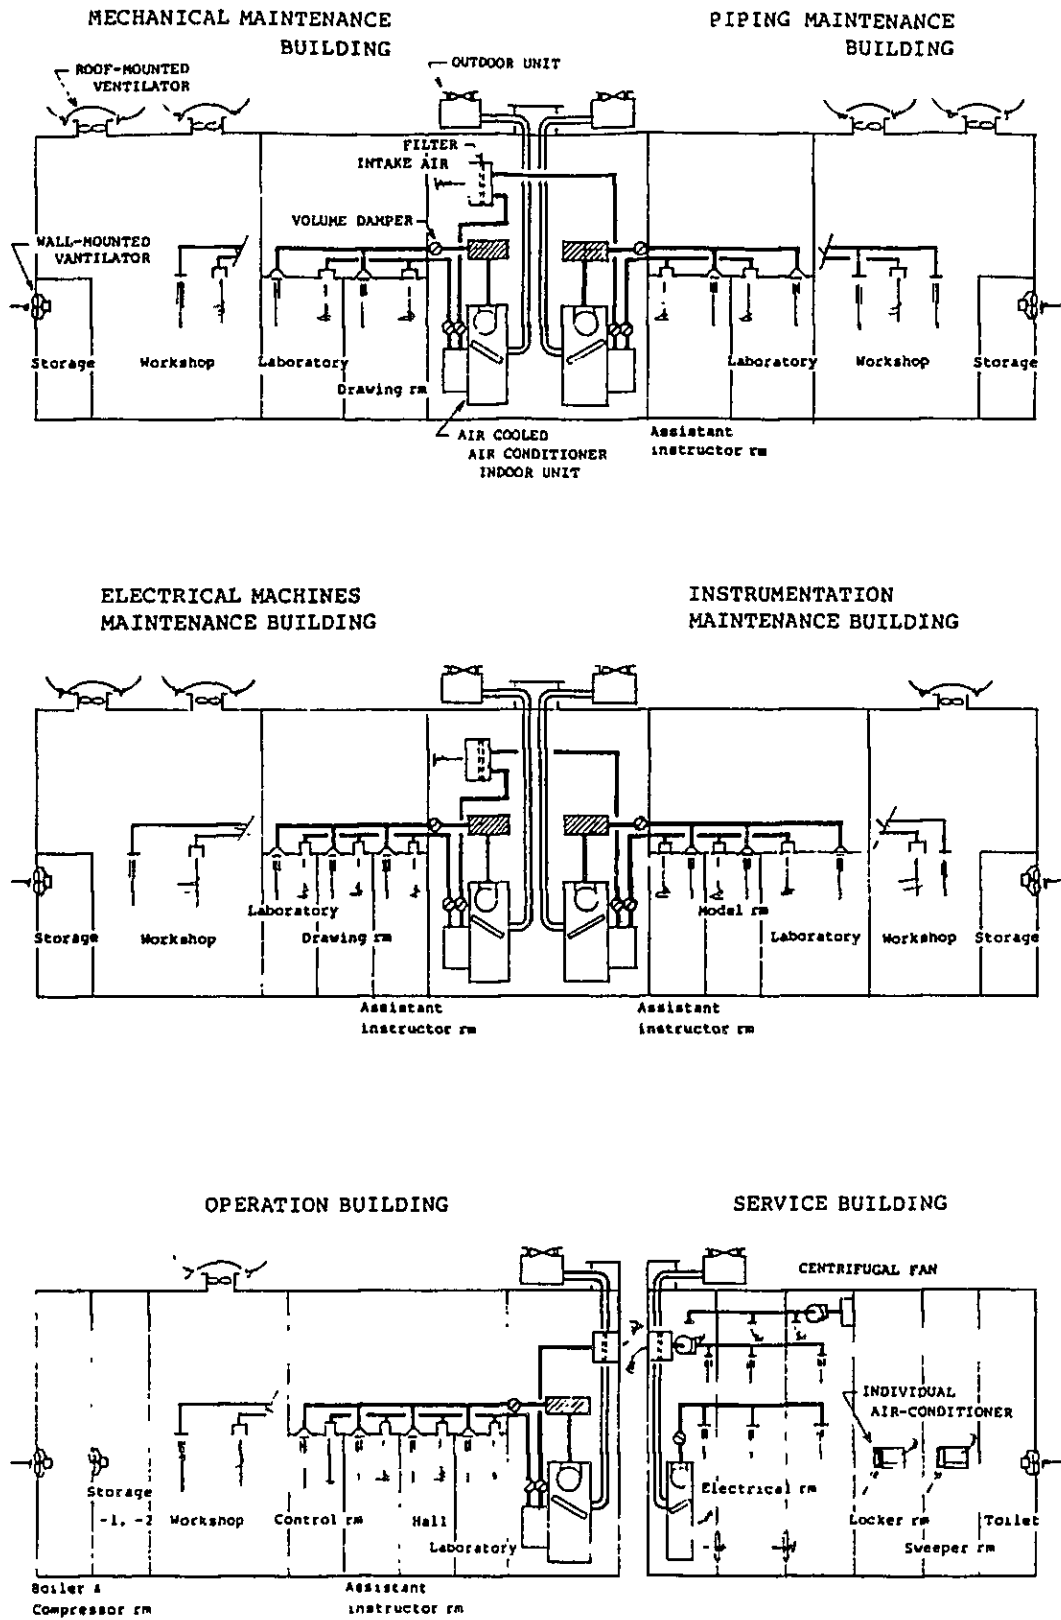 MECHANICAL MAINTENANCE
BUILDING
PIPING MAINTENANCE
BUILDING
ROOF-MOUNTED
VENTILATOR
OUTDOOR UNIT
FILTER
INTAKE AIR
VOLUME DAMPER
WALL-MOUNTED
VANTILATOR
Storage
Workshop
Laboratory
Drawing rm
Laboratory
Workshop
Storage
AIR COOLED
AIR CONDITIONER
INDOOR UNIT
Assistant
instructor rm
ELECTRICAL MACHINES
MAINTENANCE BUILDING
INSTRUMENTATION
MAINTENANCE BUILDING
Laboratory
Model rm
Storage
Workshop
Drawing rm
Laboratory
Workshop
Storage
Assistant
instructor rm
Assistant
instructor rm
OPERATION BUILDING
SERVICE BUILDING
CENTRIFUGAL FAN
INDIVIDUAL
AIR-CONDITIONER
Storage
-1, -2
Workshop
Control rm
Hall
Laboratory
Electrical rm
Locker rm
Toilet
Sweeper rm
Boiler &
Compressor rm
Assistant
instructor rm